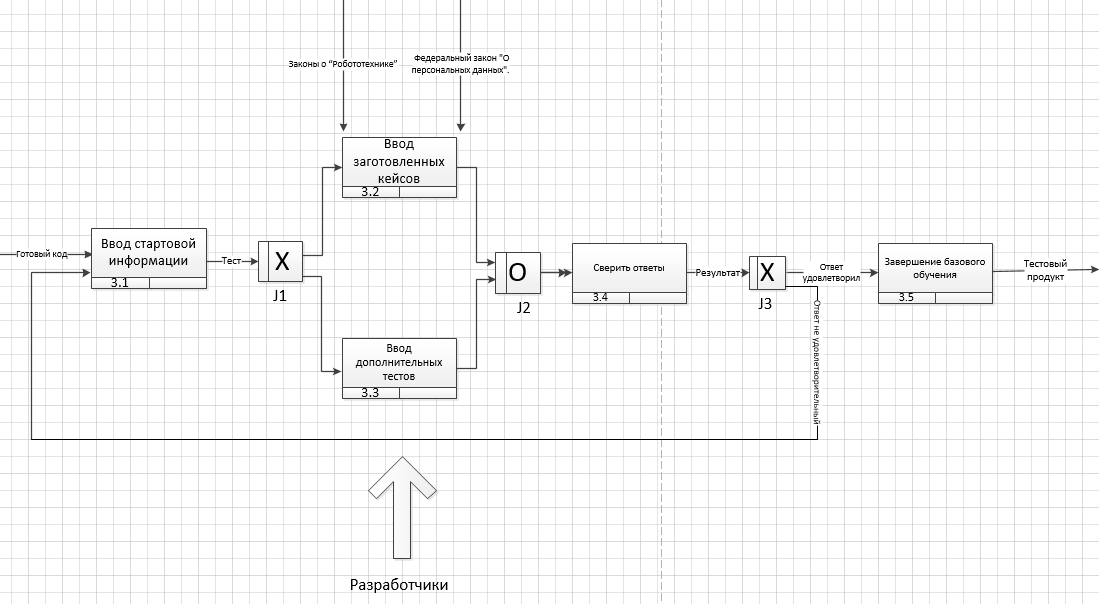 Законы о “Робототехнике”
Федеральный закон "О
персональных данных".
Ввод
заготовленных
кейсов
3.2
Готовый код
Ввод стартовой
информации
3.1
Тест
X
J1
O
J2
Сверить ответы
3.4
Результат
X
J3
Ответ
удовлетворил
Завершение базового
обучения
3.5
Тестовый
продукт
Ответ не удовлетворительный
Ввод
дополнительных
тестов
3.3
Разработчики